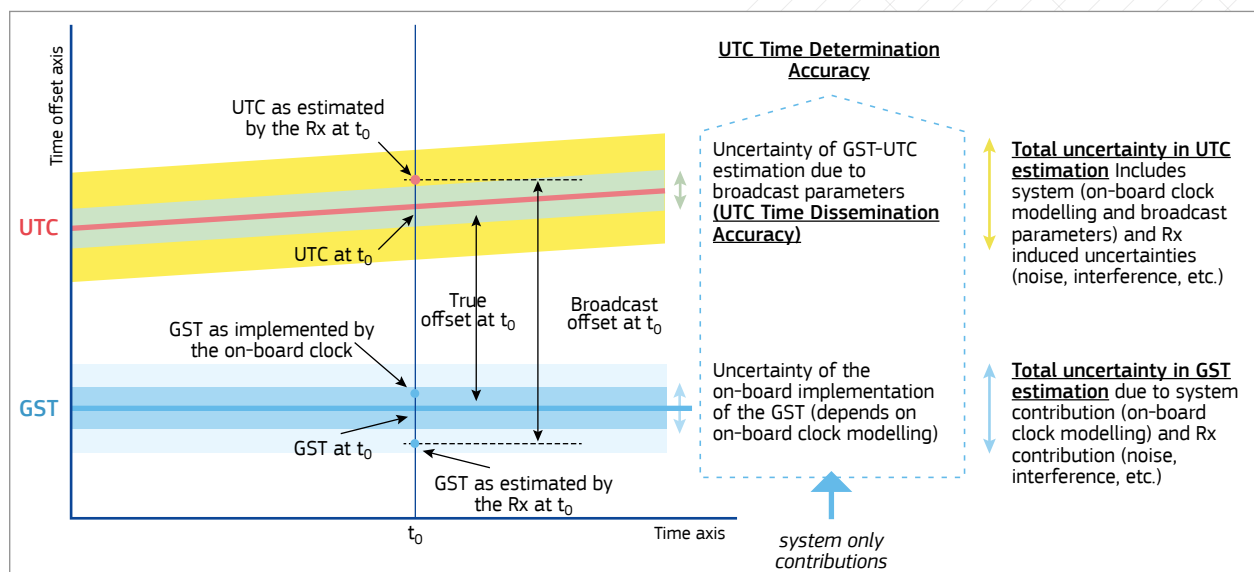 Time offset axis
UTC as estimated
by the Rx at t0
UTC
UTC at t0
True
offset at t0
Broadcast
offset at t0
GST as implemented by
the on-board clock
GST
GST at t0
GST as estimated by
the Rx at t0
t0
Time axis
UTC Time Determination
Accuracy
Uncertainty of GST-UTC
estimation due to
broadcast parameters
(UTC Time Dissemination
Accuracy)
Uncertainty of the
on-board implementation
of the GST (depends on
on-board clock modelling)
system only
contributions
Total uncertainty in UTC
estimation Includes
system (on-board clock
modelling and broadcast
parameters) and Rx
induced uncertainties
(noise, interference, etc.)
Total uncertainty in GST
estimation due to system
contribution (on-board
clock modelling) and Rx
contribution (noise,
interference, etc.)